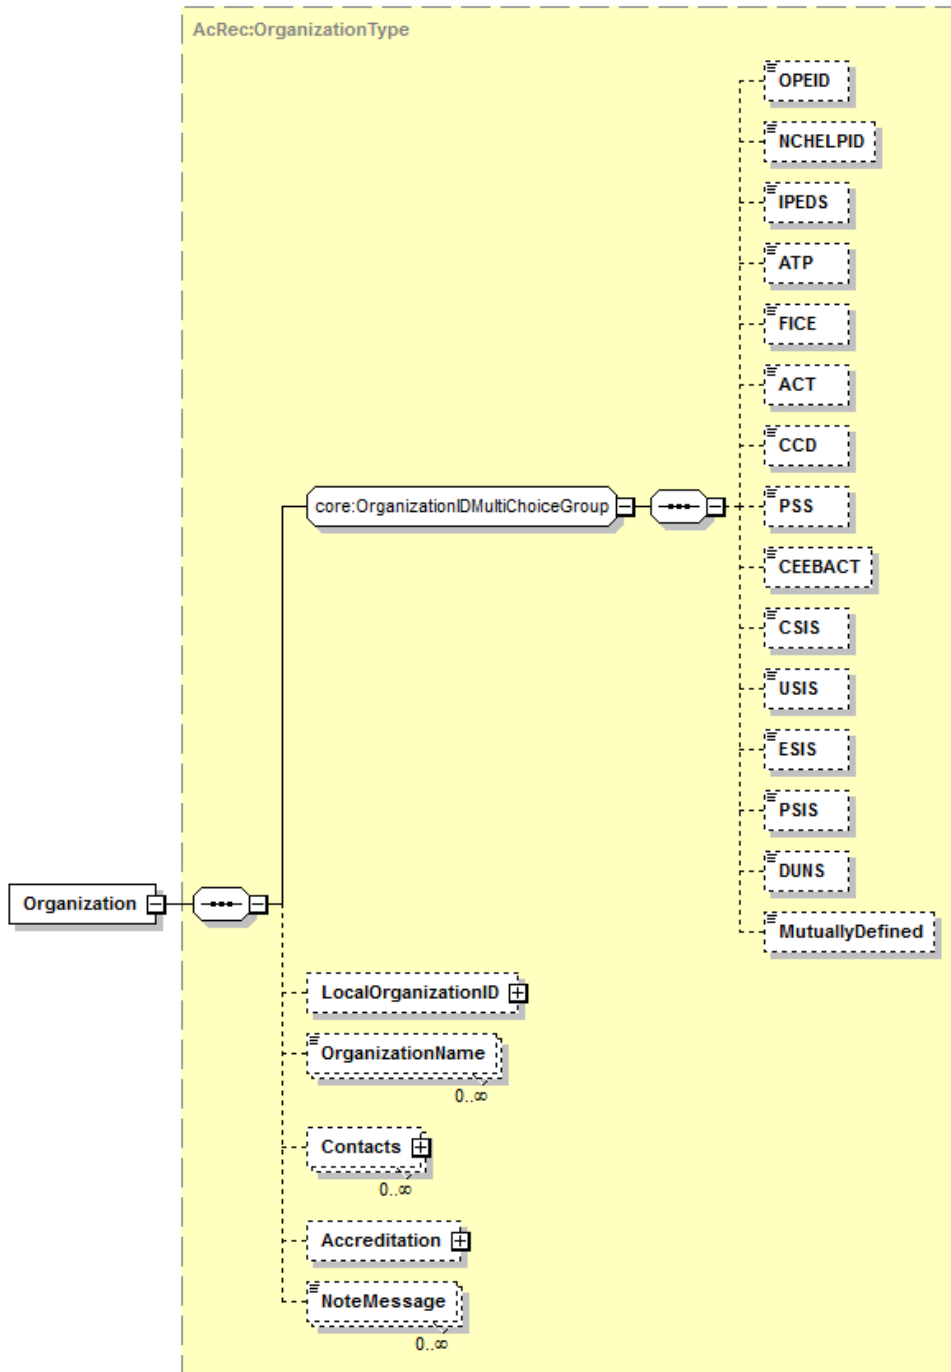 AcRec:OrganizationType
OPEID
NCHELPID
IPEDS
ATP
FICE
ACT
CCD
core:OrganizationIDMultiChoiceGroup
PSS
CEEBACT
CSIS
USIS
ESIS
PSIS
DUNS
Organization
MutuallyDefined
LocalOrganizationID
OrganizationName
0..∞
Contacts
0..∞
Accreditation
NoteMessage
0..∞